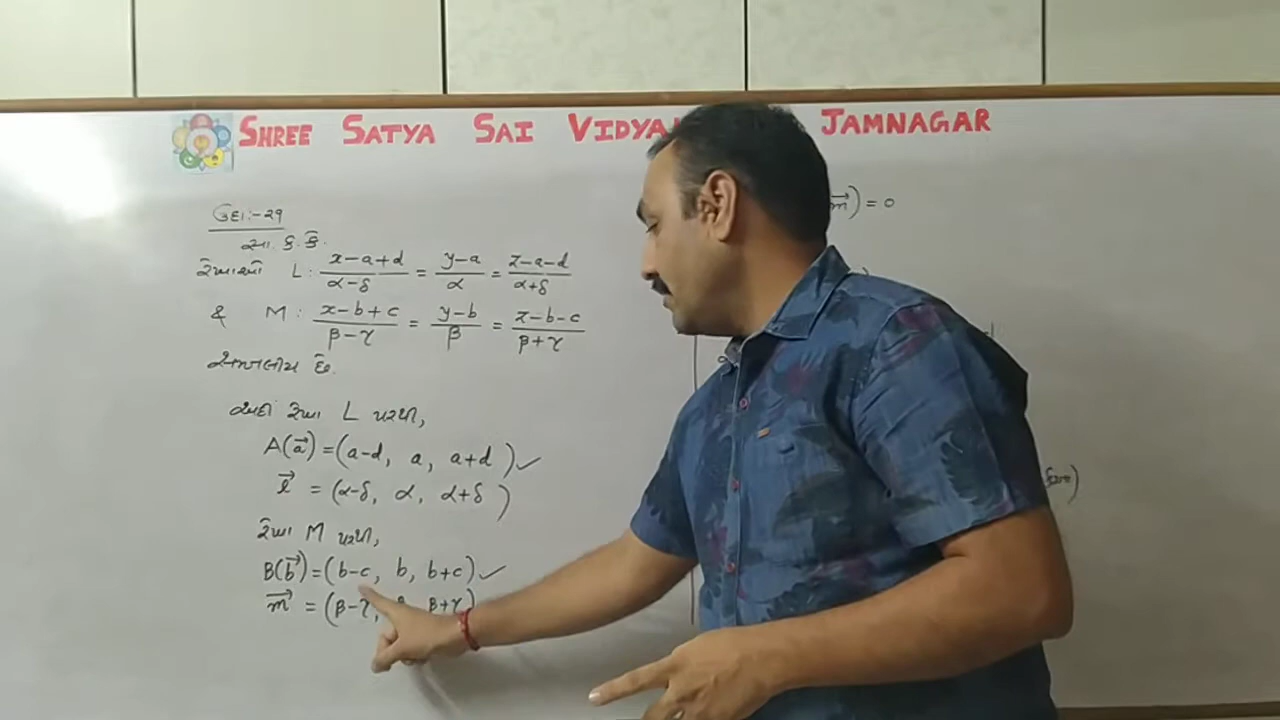 SHREE SATYA SAI VIDYA JAMNAGAR
ઉદા:-29
સા. કુ. કે.
રેખાઓ L: (x-a+d)/(α-δ) = (y-a)/α = (z-a-d)/(α+δ)
& M: (x-b+c)/(β-γ) = (y-b)/β = (z-b-c)/(β+γ)
સમતલીય છે.
અહીં રેખા L પરથી,
A(a⃗)=(a-d, a, a+d) ✓
l⃗ = (α-δ, α, α+δ)
રેખા M પરથી,
B(b⃗)=(b-c, b, b+c) ✓
m⃗ = (β-γ, β, β+γ)
m⃗) = 0